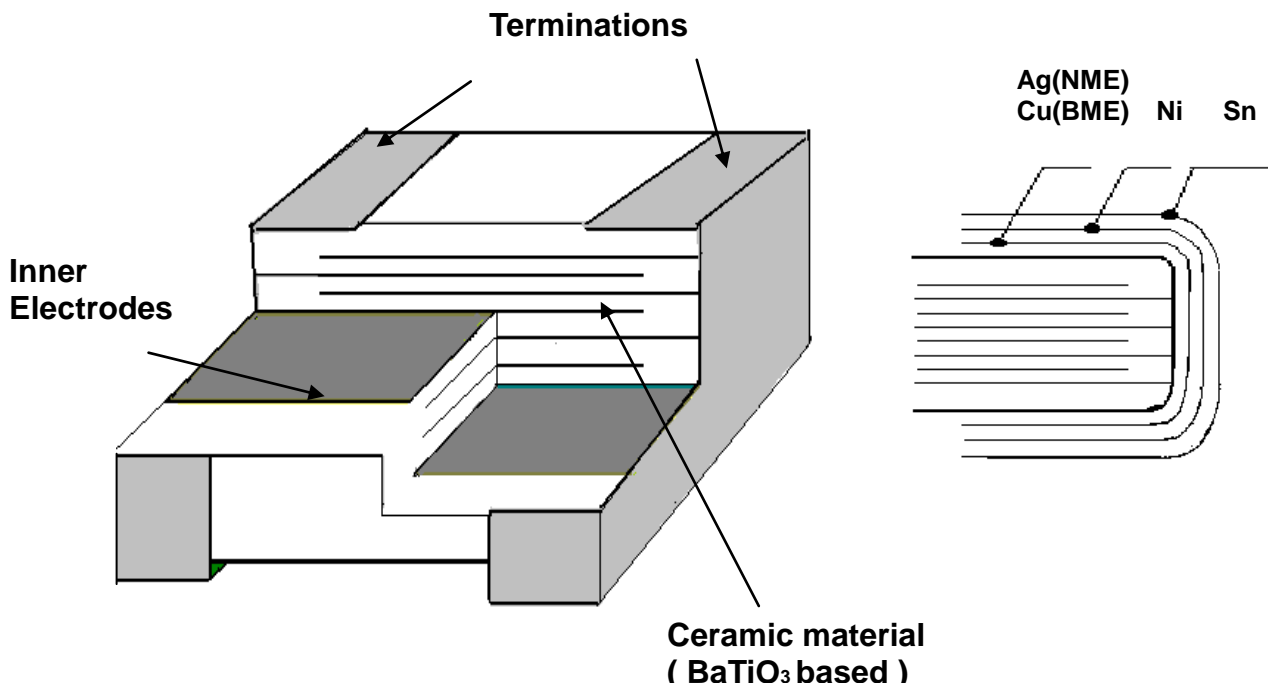 Terminations
Ag(NME)
Cu(BME) Ni Sn
Inner
Electrodes
Ceramic material
( BaTiO₃ based )